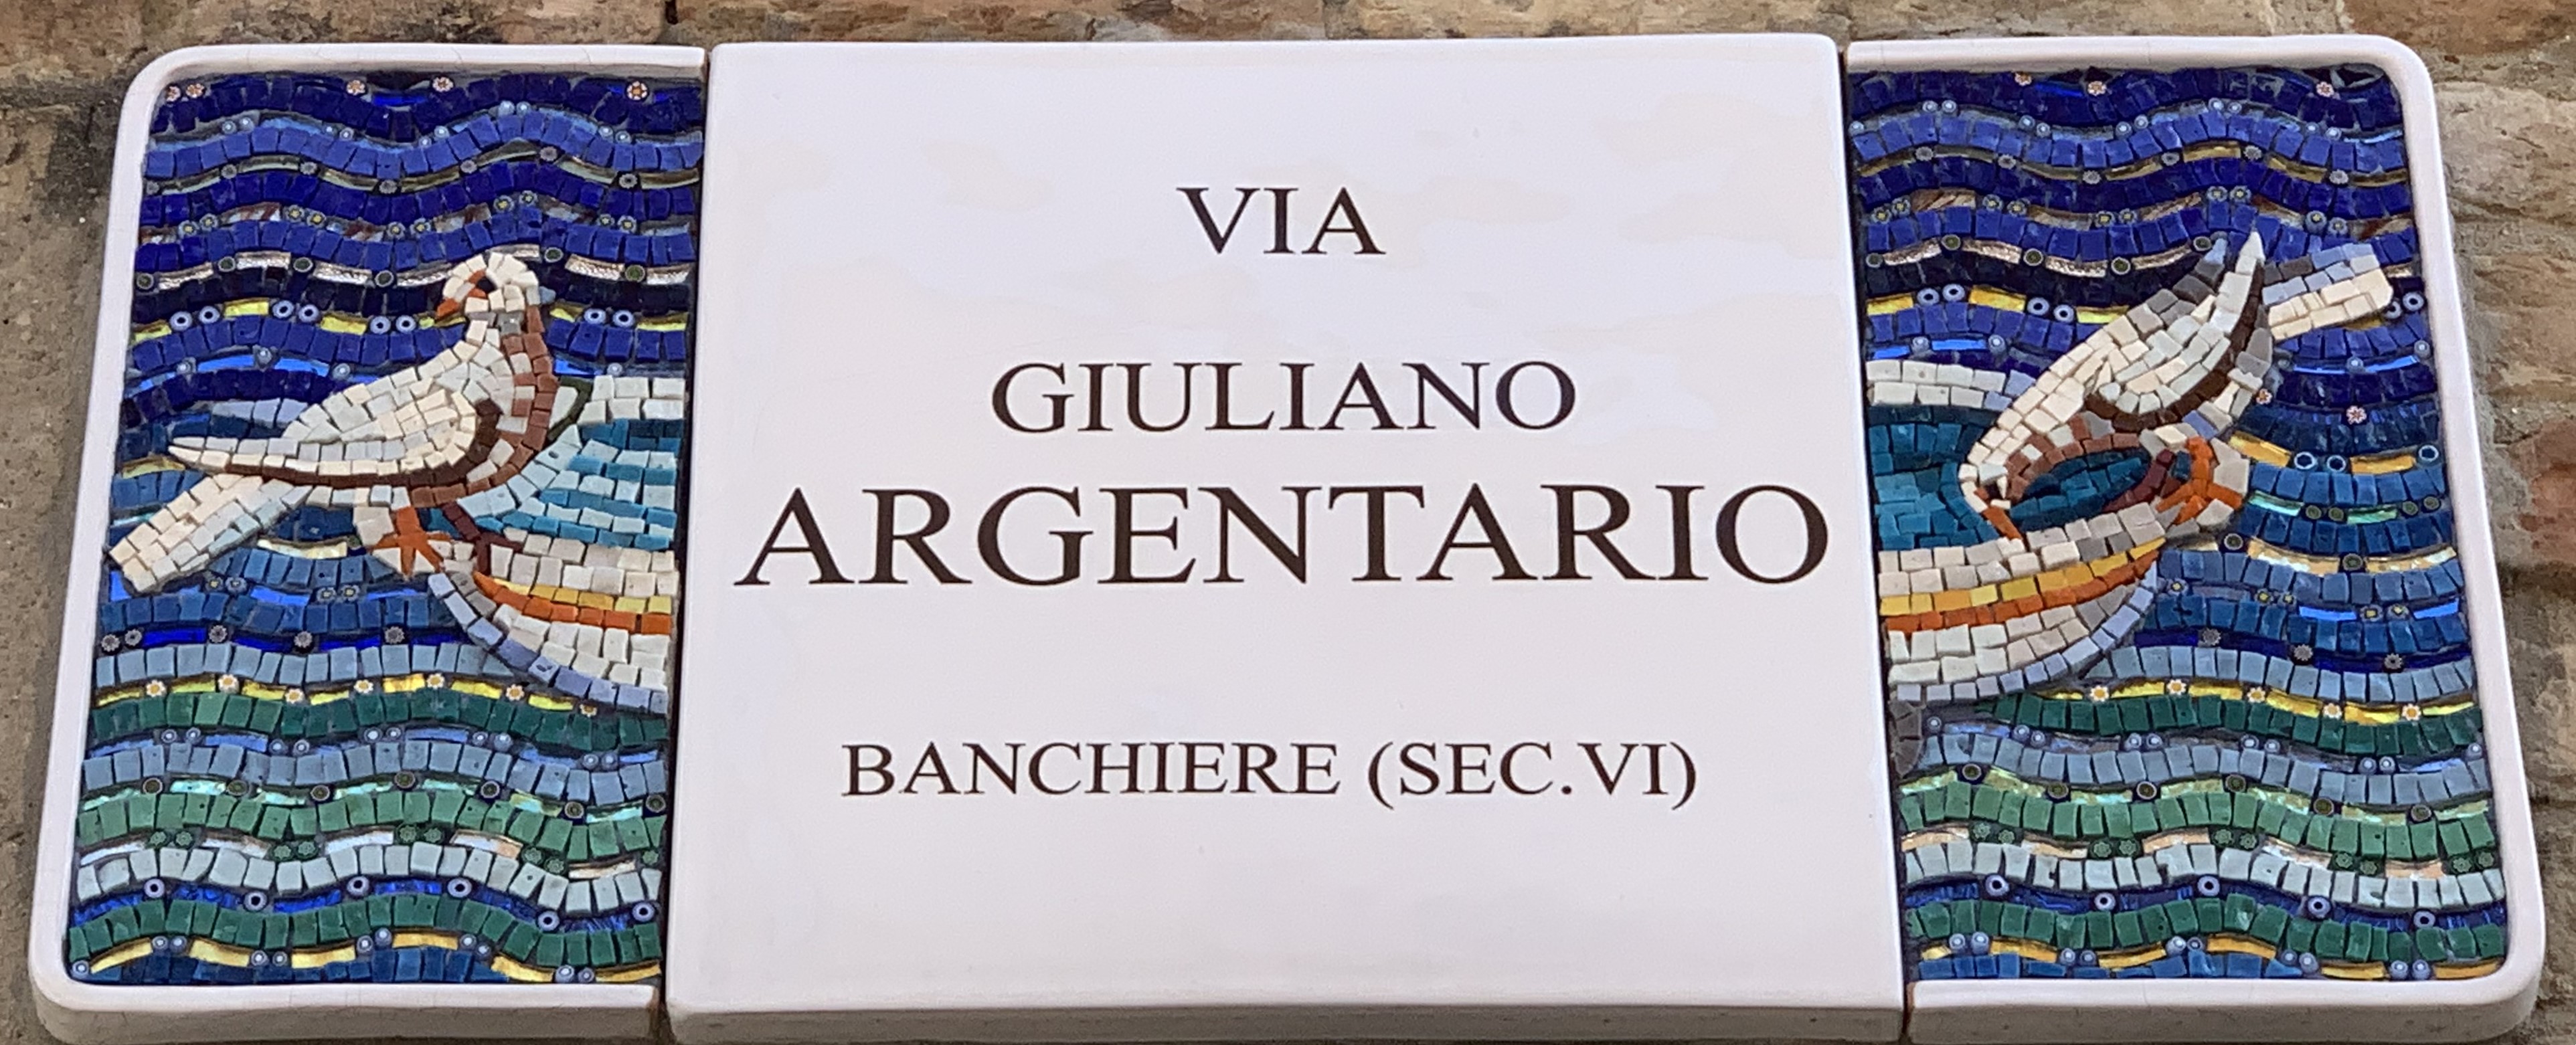 VIA
GIULIANO
ARGENTARIO
BANCHIERE (SEC.VI)